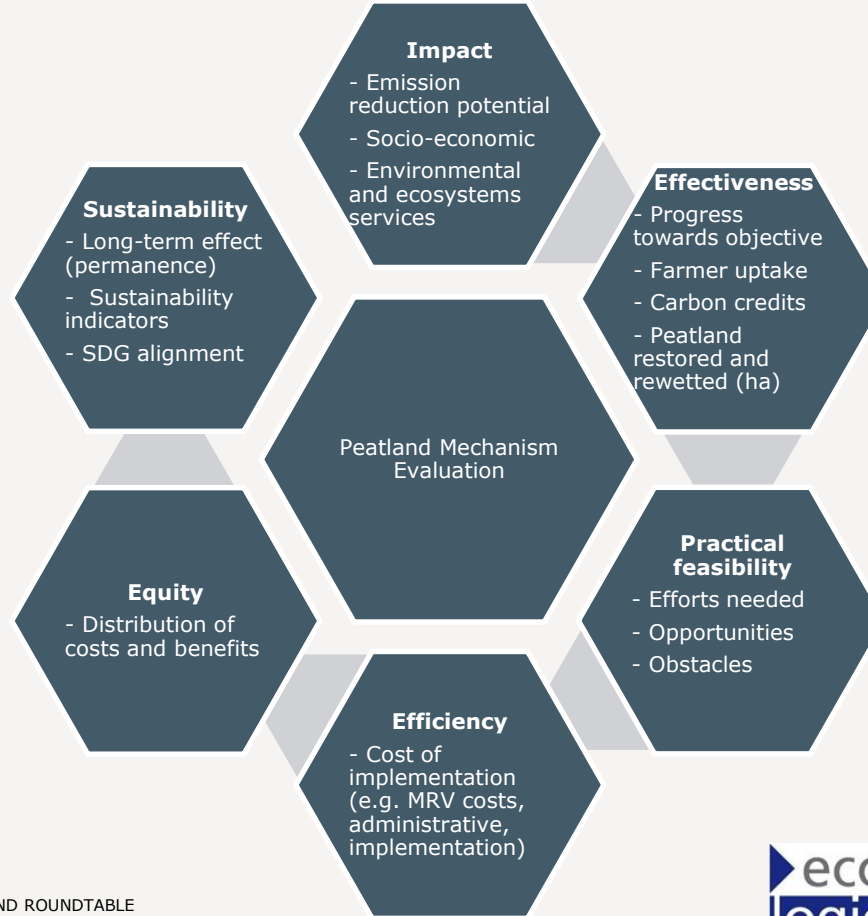 Impact
- Emission
reduction potential
- Socio-economic
- Environmental
and ecosystems
services
Effectiveness
- Progress
towards objective
- Farmer uptake
- Carbon credits
- Peatland
restored and
rewetted (ha)
Sustainability
- Long-term effect
(permanence)
- Sustainability
indicators
- SDG alignment
Peatland Mechanism
Evaluation
Practical
feasibility
- Efforts needed
- Opportunities
- Obstacles
Equity
- Distribution of
costs and benefits
Efficiency
- Cost of
implementation
(e.g. MRV costs,
administrative,
implementation)
ND ROUNDTABLE